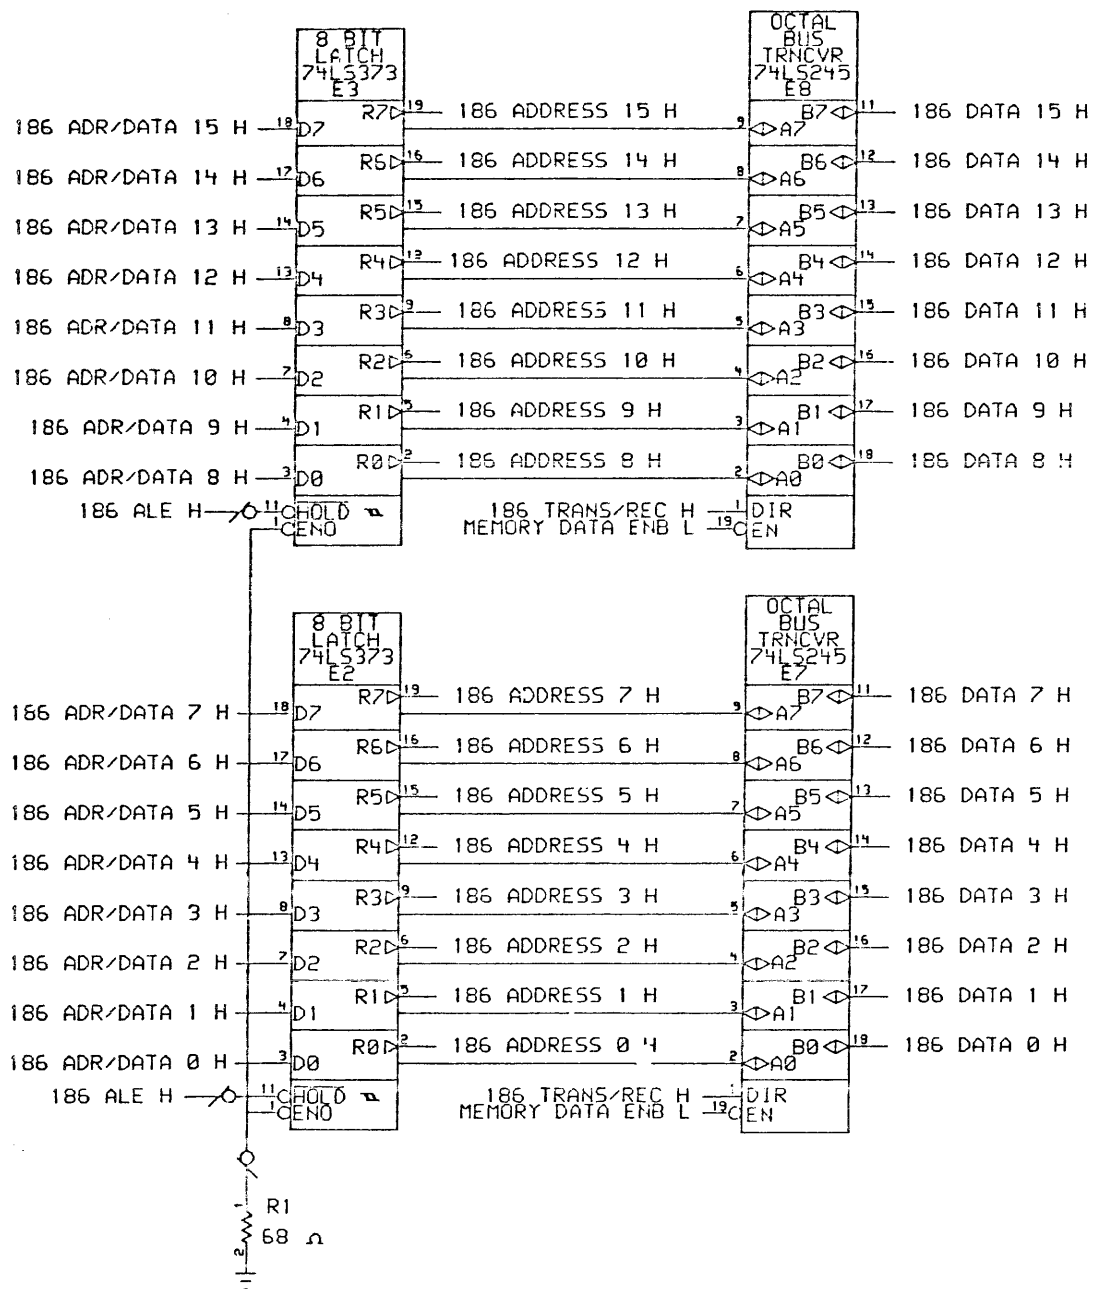 8 BIT
LATCH
74LS373
E3
OCTAL
BUS
TRNCVR
74LS245
E8
186 ADR/DATA 15 H 18 D7 R7 19 186 ADDRESS 15 H 9 A7 B7 11 186 DATA 15 H
186 ADR/DATA 14 H 17 D6 R6 16 186 ADDRESS 14 H 8 A6 B6 12 186 DATA 14 H
186 ADR/DATA 13 H 14 D5 R5 15 186 ADDRESS 13 H 7 A5 B5 13 186 DATA 13 H
186 ADR/DATA 12 H 13 D4 R4 12 186 ADDRESS 12 H 6 A4 B4 14 186 DATA 12 H
186 ADR/DATA 11 H 8 D3 R3 9 186 ADDRESS 11 H 5 A3 B3 15 186 DATA 11 H
186 ADR/DATA 10 H 7 D2 R2 6 186 ADDRESS 10 H 4 A2 B2 16 186 DATA 10 H
186 ADR/DATA 9 H 4 D1 R1 5 186 ADDRESS 9 H 3 A1 B1 17 186 DATA 9 H
186 ADR/DATA 8 H 3 D0 R0 2 186 ADDRESS 8 H 2 A0 B0 18 186 DATA 8 H
186 ALE H 11 HOLD 186 TRANS/REC H 1 DIR
1 ENO MEMORY DATA ENB L 19 EN
8 BIT
LATCH
74LS373
E2
OCTAL
BUS
TRNCVR
74LS245
E7
186 ADR/DATA 7 H 18 D7 R7 19 186 ADDRESS 7 H 9 A7 B7 11 186 DATA 7 H
186 ADR/DATA 6 H 17 D6 R6 16 186 ADDRESS 6 H 8 A6 B6 12 186 DATA 6 H
186 ADR/DATA 5 H 14 D5 R5 15 186 ADDRESS 5 H 7 A5 B5 13 186 DATA 5 H
186 ADR/DATA 4 H 13 D4 R4 12 186 ADDRESS 4 H 6 A4 B4 14 186 DATA 4 H
186 ADR/DATA 3 H 8 D3 R3 9 186 ADDRESS 3 H 5 A3 B3 15 186 DATA 3 H
186 ADR/DATA 2 H 7 D2 R2 6 186 ADDRESS 2 H 4 A2 B2 16 186 DATA 2 H
186 ADR/DATA 1 H 4 D1 R1 5 186 ADDRESS 1 H 3 A1 B1 17 186 DATA 1 H
186 ADR/DATA 0 H 3 D0 R0 2 186 ADDRESS 0 H 2 A0 B0 18 186 DATA 0 H
186 ALE H 11 HOLD 186 TRANS/REC H 1 DIR
1 ENO MEMORY DATA ENB L 19 EN
1 R1
68 Ω
2